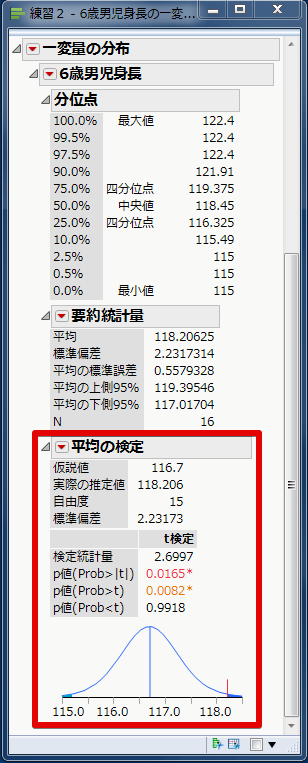 練習２ - 6歳男児身長の一変...
一変量の分布
6歳男児身長
分位点
100.0% 最大値 122.4
99.5% 122.4
97.5% 122.4
90.0% 121.91
75.0% 四分位点 119.375
50.0% 中央値 118.45
25.0% 四分位点 116.325
10.0% 115.49
2.5% 115
0.5% 115
0.0% 最小値 115
要約統計量
平均 118.20625
標準偏差 2.2317314
平均の標準誤差 0.5579328
平均の上側95% 119.39546
平均の下側95% 117.01704
N 16
平均の検定
仮説値 116.7
実際の推定値 118.206
自由度 15
標準偏差 2.23173
t検定
検定統計量 2.6997
p値(Prob>|t|) 0.0165*
p値(Prob>t) 0.0082*
p値(Prob<t) 0.9918
115.0 116.0 117.0 118.0